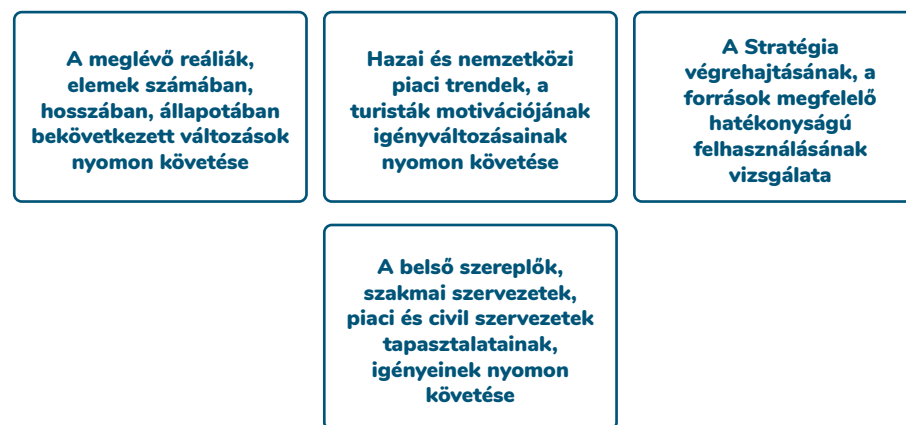 A meglévő reáliák,
elemek számában,
hosszában, állapotában
bekövetkezett változások
nyomon követése
Hazai és nemzetközi
piaci trendek, a
turisták motivációjának
igényváltozásainak
nyomon követése
A Stratégia
végrehajtásának, a
források megfelelő
hatékonyságú
felhasználásának
vizsgálata
A belső szereplők,
szakmai szervezetek,
piaci és civil szervezetek
tapasztalatainak,
igényeinek nyomon
követése